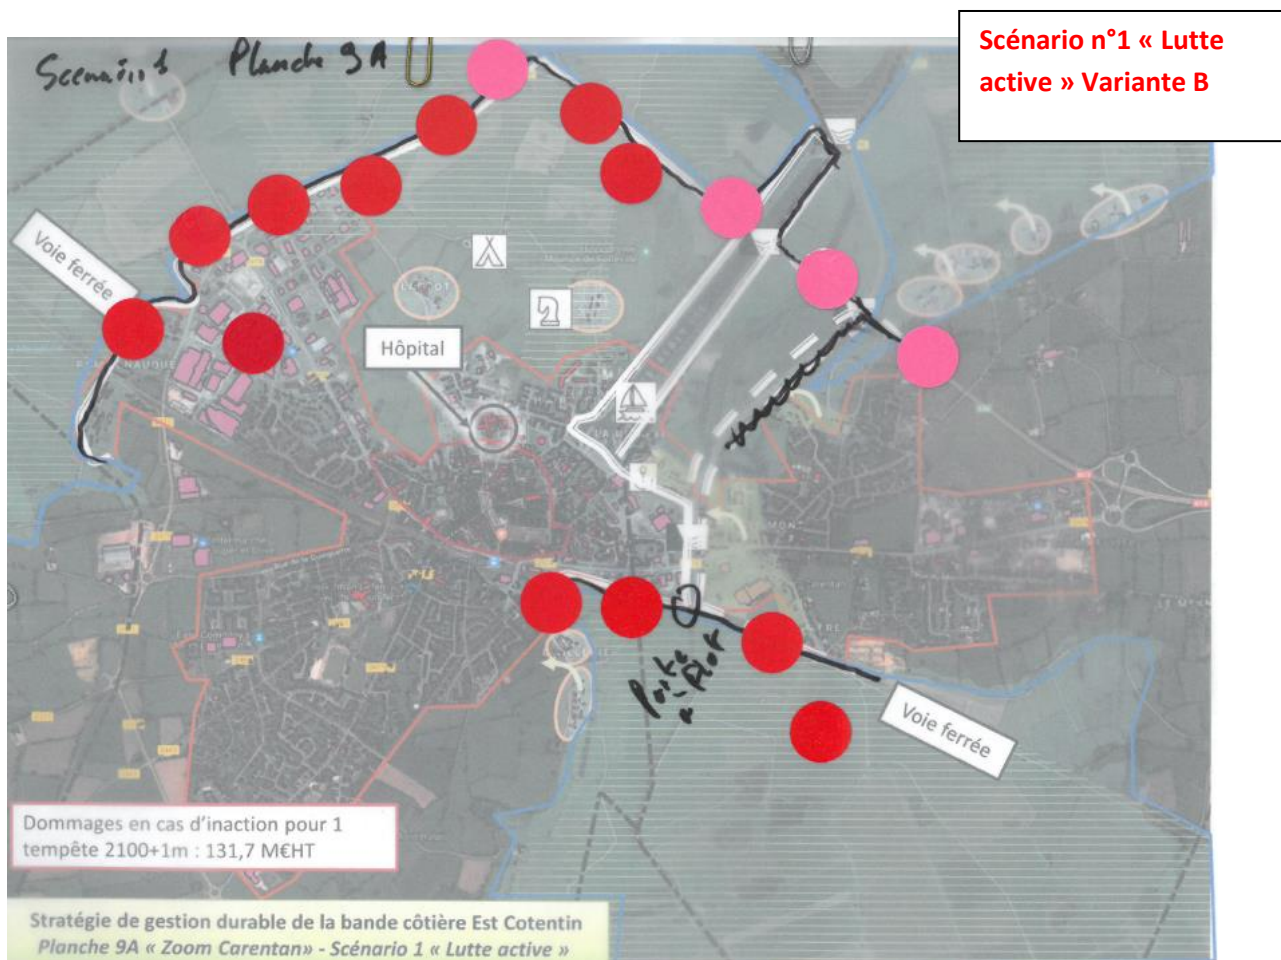 Scénario n°1 « Lutte
active » Variante B
Scénario 1 Planche 9A
Voie ferrée
Hôpital
Porte
à-Flot
Voie ferrée
Dommages en cas d'inaction pour 1
tempête 2100+1m : 131,7 M€HT
Stratégie de gestion durable de la bande côtière Est Cotentin
Planche 9A « Zoom Carentan» - Scénario 1 « Lutte active »